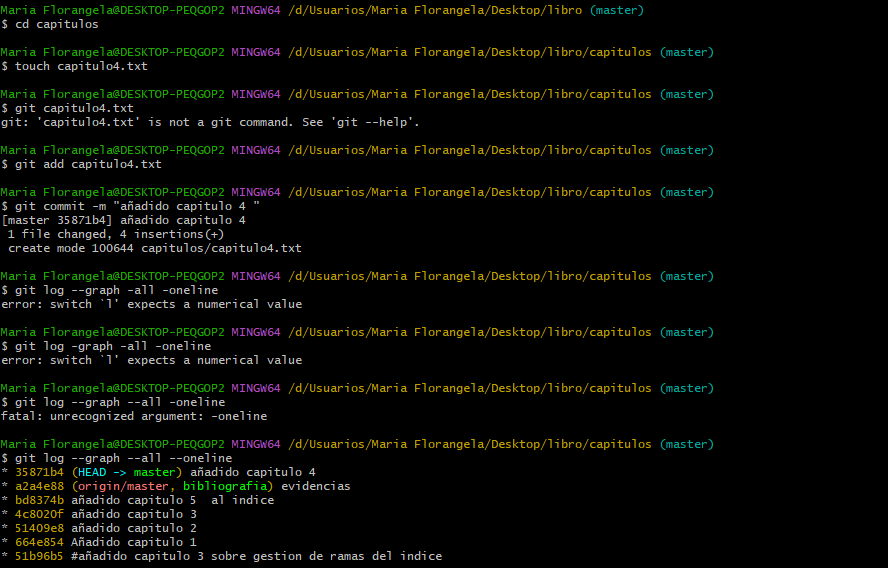 Maria Florangela@DESKTOP-PEQGOP2 MINGW64 /d/Usuarios/Maria Florangela/Desktop/libro (master)
$ cd capitulos
Maria Florangela@DESKTOP-PEQGOP2 MINGW64 /d/Usuarios/Maria Florangela/Desktop/libro/capitulos (master)
$ touch capitulo4.txt
Maria Florangela@DESKTOP-PEQGOP2 MINGW64 /d/Usuarios/Maria Florangela/Desktop/libro/capitulos (master)
$ git capitulo4.txt
git: 'capitulo4.txt' is not a git command. See 'git --help'.
Maria Florangela@DESKTOP-PEQGOP2 MINGW64 /d/Usuarios/Maria Florangela/Desktop/libro/capitulos (master)
$ git add capitulo4.txt
Maria Florangela@DESKTOP-PEQGOP2 MINGW64 /d/Usuarios/Maria Florangela/Desktop/libro/capitulos (master)
$ git commit -m "añadido capitulo 4 "
[master 35871b4] añadido capitulo 4
1 file changed, 4 insertions(+)
create mode 100644 capitulos/capitulo4.txt
Maria Florangela@DESKTOP-PEQGOP2 MINGW64 /d/Usuarios/Maria Florangela/Desktop/libro/capitulos (master)
$ git log --graph -all -oneline
error: switch `l' expects a numerical value
Maria Florangela@DESKTOP-PEQGOP2 MINGW64 /d/Usuarios/Maria Florangela/Desktop/libro/capitulos (master)
$ git log -graph -all -oneline
error: switch `l' expects a numerical value
Maria Florangela@DESKTOP-PEQGOP2 MINGW64 /d/Usuarios/Maria Florangela/Desktop/libro/capitulos (master)
$ git log --graph --all -oneline
fatal: unrecognized argument: -oneline
Maria Florangela@DESKTOP-PEQGOP2 MINGW64 /d/Usuarios/Maria Florangela/Desktop/libro/capitulos (master)
$ git log --graph --all --oneline
* 35871b4 (HEAD -> master) añadido capitulo 4
* a2a4e88 (origin/master, bibliografia) evidencias
* bd8374b añadido capitulo 5  al indice
* 4c8020f añadido capitulo 3
* 51409e8 añadido capitulo 2
* 664e854 Añadido capitulo 1
* 51b96b5 #añadido capitulo 3 sobre gestion de ramas del indice